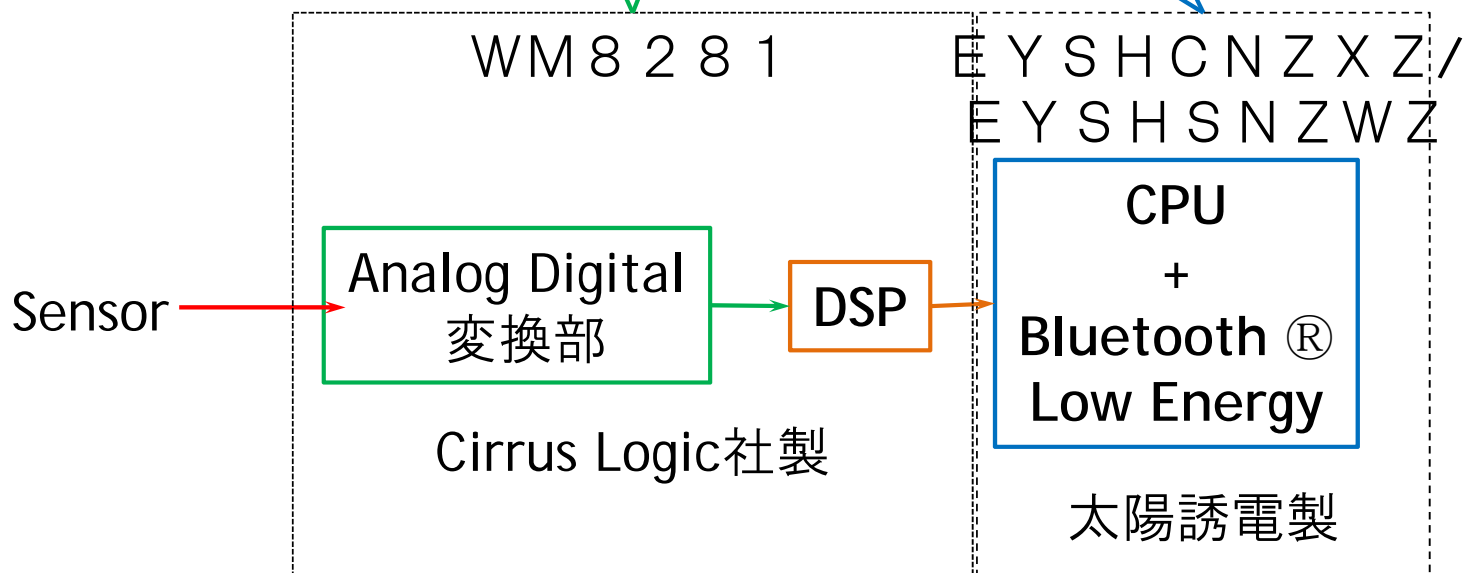 ＷＭ８２８１
ＥＹＳＨＣＮＺＸＺ/
ＥＹＳＨＳＮＺＷＺ
Sensor
Analog Digital
変換部
DSP
CPU
+
Bluetooth Ⓡ
Low Energy
Cirrus Logic社製
太陽誘電製